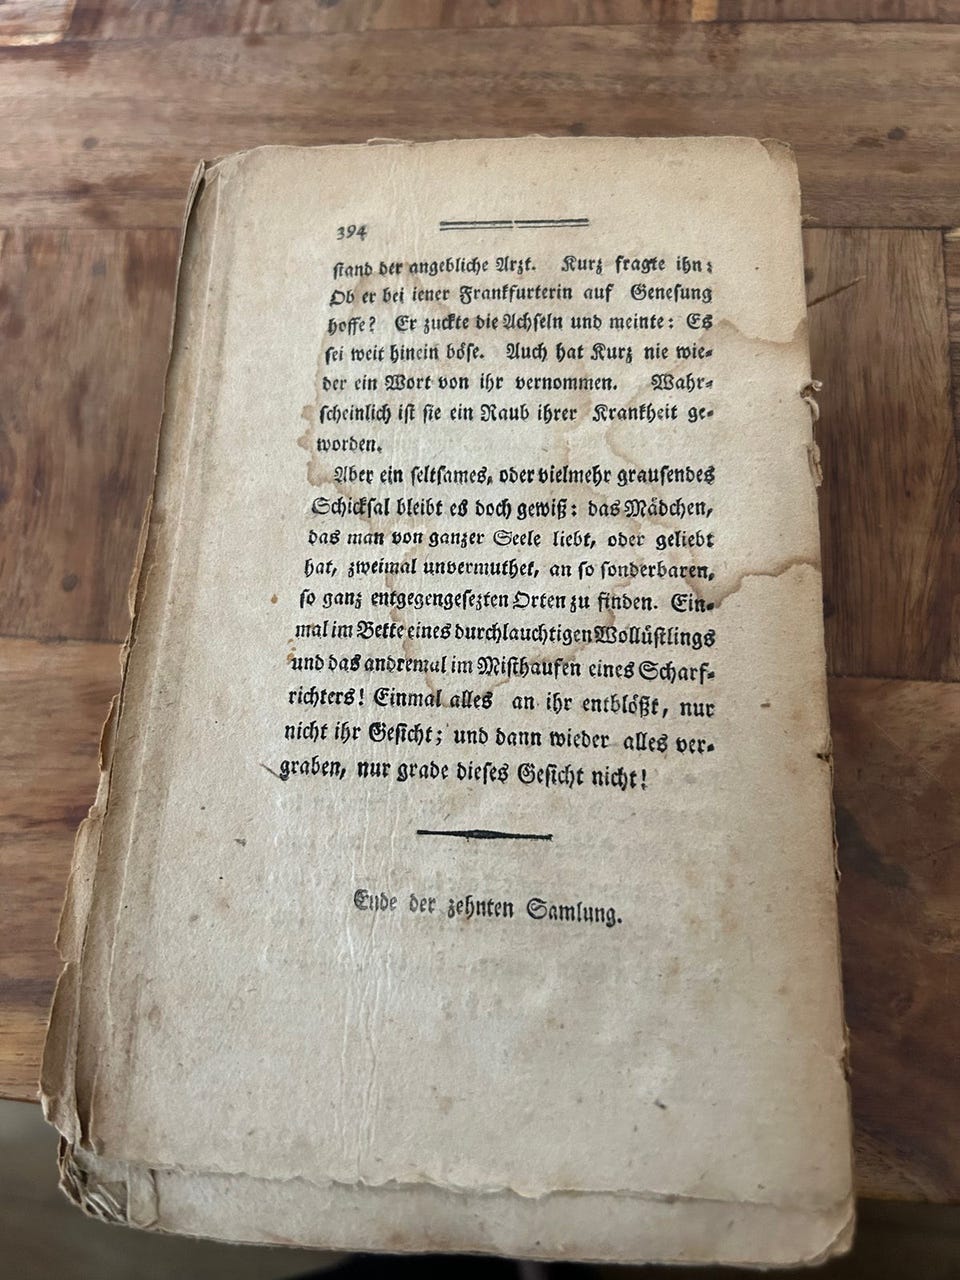 394
stand der angebliche Arzt. Kurz fragte ihn:
Ob er bei iener Frankfurterin auf Genesung
hoffe? Er zuckte die Achseln und meinte: Es
sei weit hinein böse. Auch hat Kurz nie wie-
der ein Wort von ihr vernommen. Wahr-
scheinlich ist sie ein Raub ihrer Krankheit ge-
worden.
Aber ein seltsames, oder vielmehr grausendes
Schicksal bleibt es doch gewiß: das Mädchen,
das man von ganzer Seele liebt, oder geliebt
hat, zweimal unvermuthet, an so sonderbaren,
so ganz entgegengesezten Orten zu finden. Ein-
mal im Bette eines durchlauchtigen Wollüstlings
und das andremal im Misthaufen eines Scharf-
richters! Einmal alles an ihr entblößt, nur
nicht ihr Gesicht; und dann wieder alles ver-
graben, nur grade dieses Gesicht nicht!
Ende der zehnten Samlung.